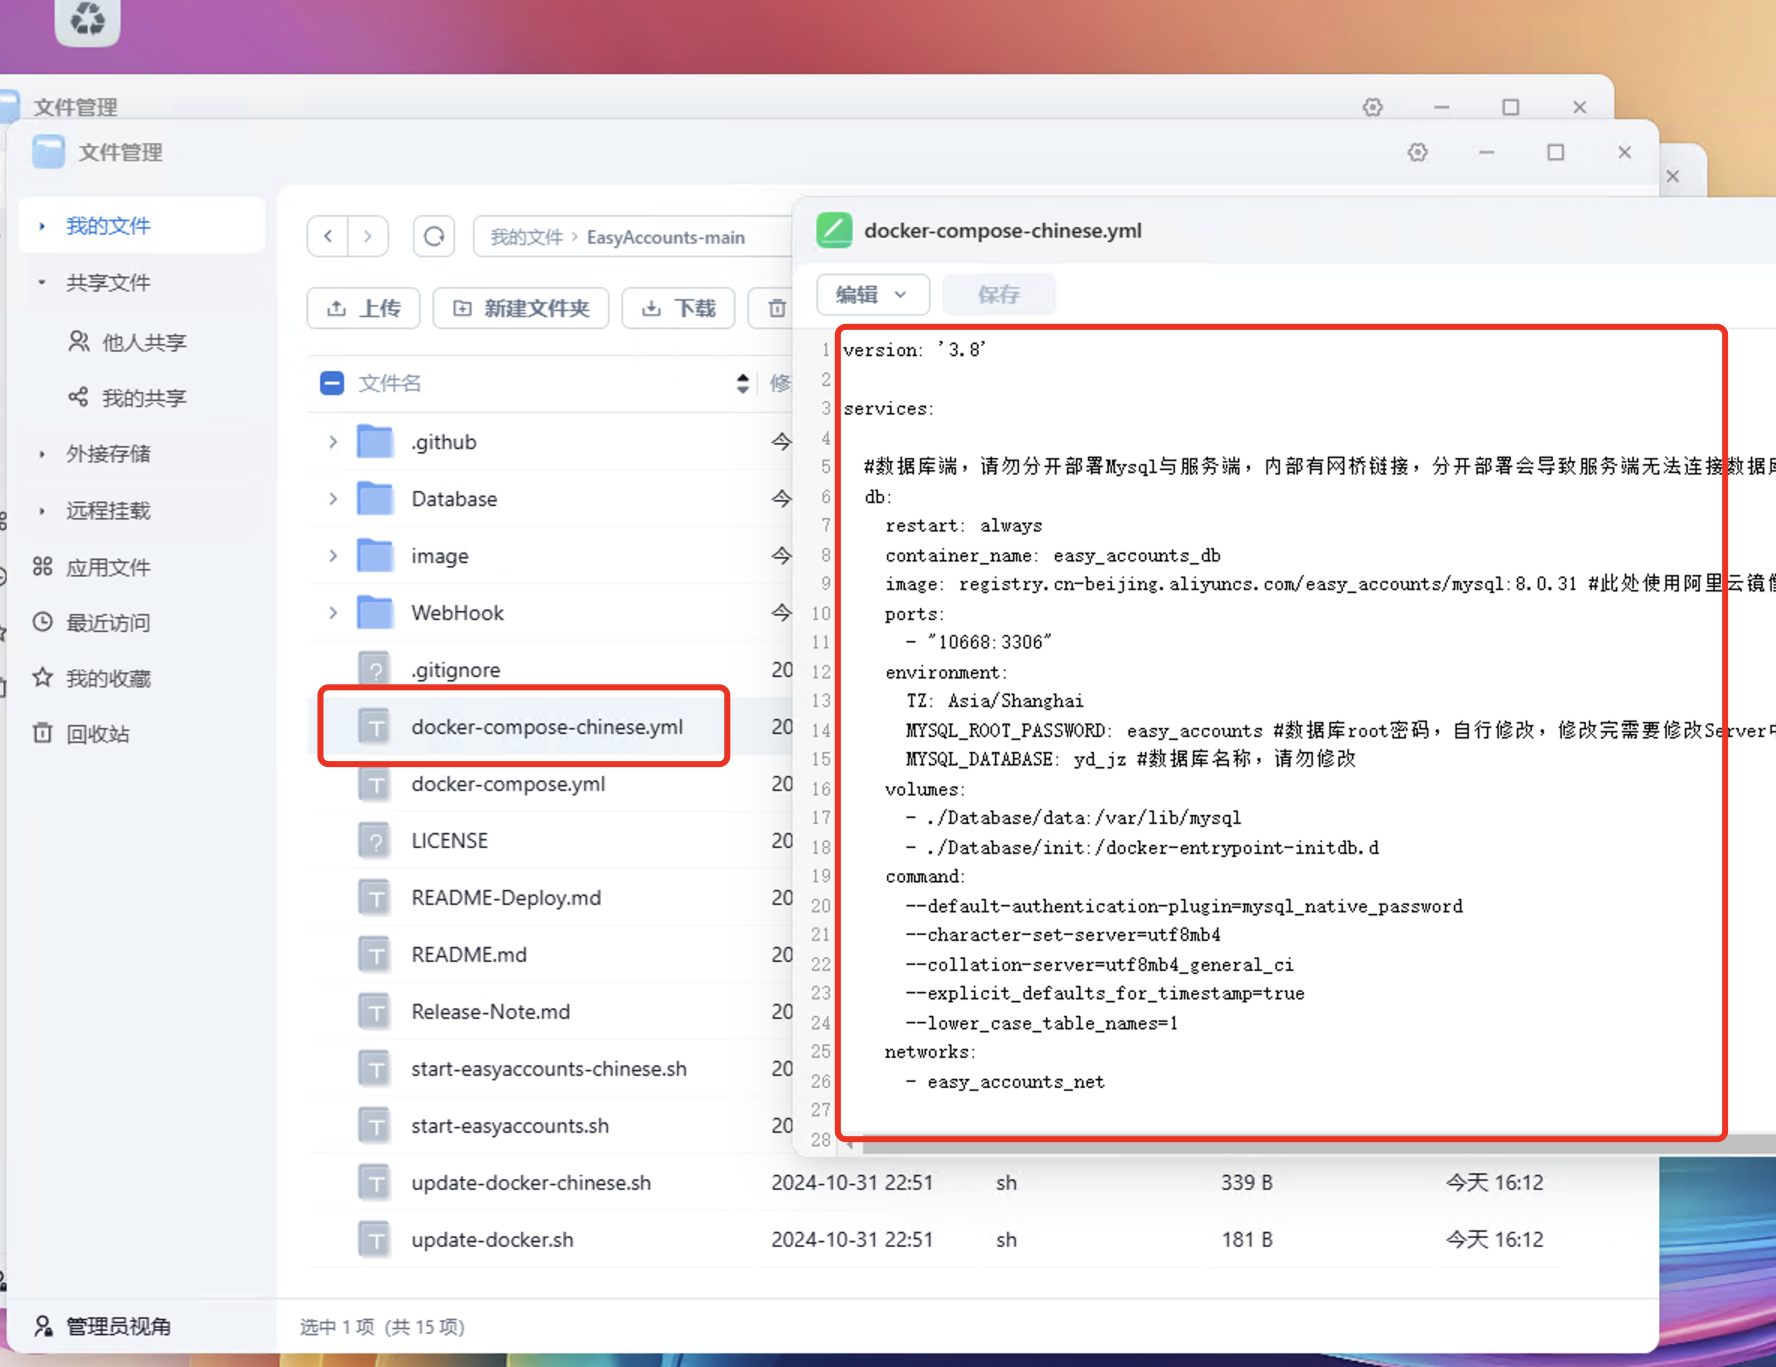 文件管理
文件管理
我的文件
共享文件
他人共享
我的共享
外接存储
远程挂载
应用文件
最近访问
我的收藏
回收站
管理员视角
我的文件 > EasyAccounts-main
上传
新建文件夹
下载
文件名
修
.github 今
Database 今
image 今
WebHook 今
.gitignore 20
docker-compose-chinese.yml 20
docker-compose.yml 20
LICENSE 20
README-Deploy.md 20
README.md 20
Release-Note.md 20
start-easyaccounts-chinese.sh 20
start-easyaccounts.sh 20
update-docker-chinese.sh 2024-10-31 22:51 sh 339 B 今天 16:12
update-docker.sh 2024-10-31 22:51 sh 181 B 今天 16:12
选中 1 项 (共 15 项)
docker-compose-chinese.yml
编辑
保存
1 version: '3.8'
2
3 services:
4
5 #数据库端，请勿分开部署Mysql与服务端，内部有网桥链接，分开部署会导致服务端无法连接数据库
6 db:
7 restart: always
8 container_name: easy_accounts_db
9 image: registry.cn-beijing.aliyuncs.com/easy_accounts/mysql:8.0.31 #此处使用阿里云镜像
10 ports:
11 - "10668:3306"
12 environment:
13 TZ: Asia/Shanghai
14 MYSQL_ROOT_PASSWORD: easy_accounts #数据库root密码，自行修改，修改完需要修改Server中
15 MYSQL_DATABASE: yd_jz #数据库名称，请勿修改
16 volumes:
17 - ./Database/data:/var/lib/mysql
18 - ./Database/init:/docker-entrypoint-initdb.d
19 command:
20 --default-authentication-plugin=mysql_native_password
21 --character-set-server=utf8mb4
22 --collation-server=utf8mb4_general_ci
23 --explicit_defaults_for_timestamp=true
24 --lower_case_table_names=1
25 networks:
26 - easy_accounts_net
27
28